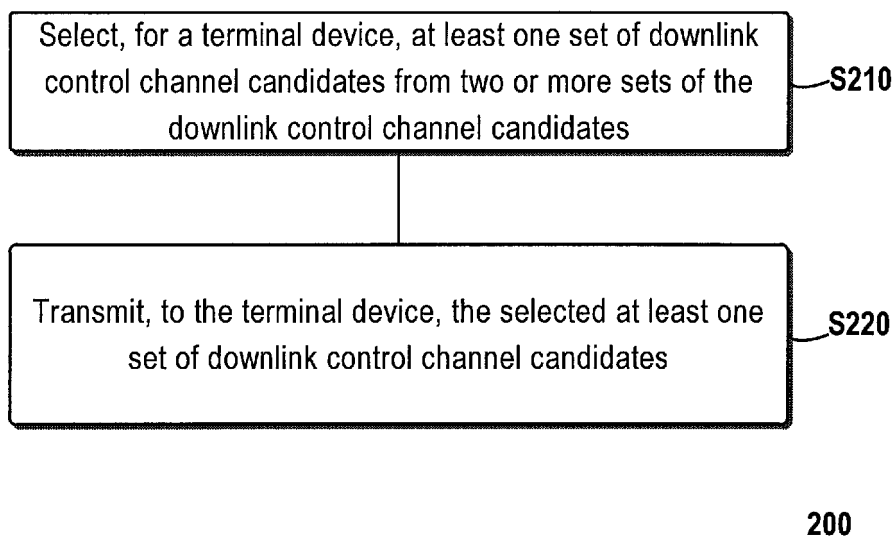 Select, for a terminal device, at least one set of downlink
control channel candidates from two or more sets of the
downlink control channel candidates
S210
Transmit, to the terminal device, the selected at least one
set of downlink control channel candidates
S220
200